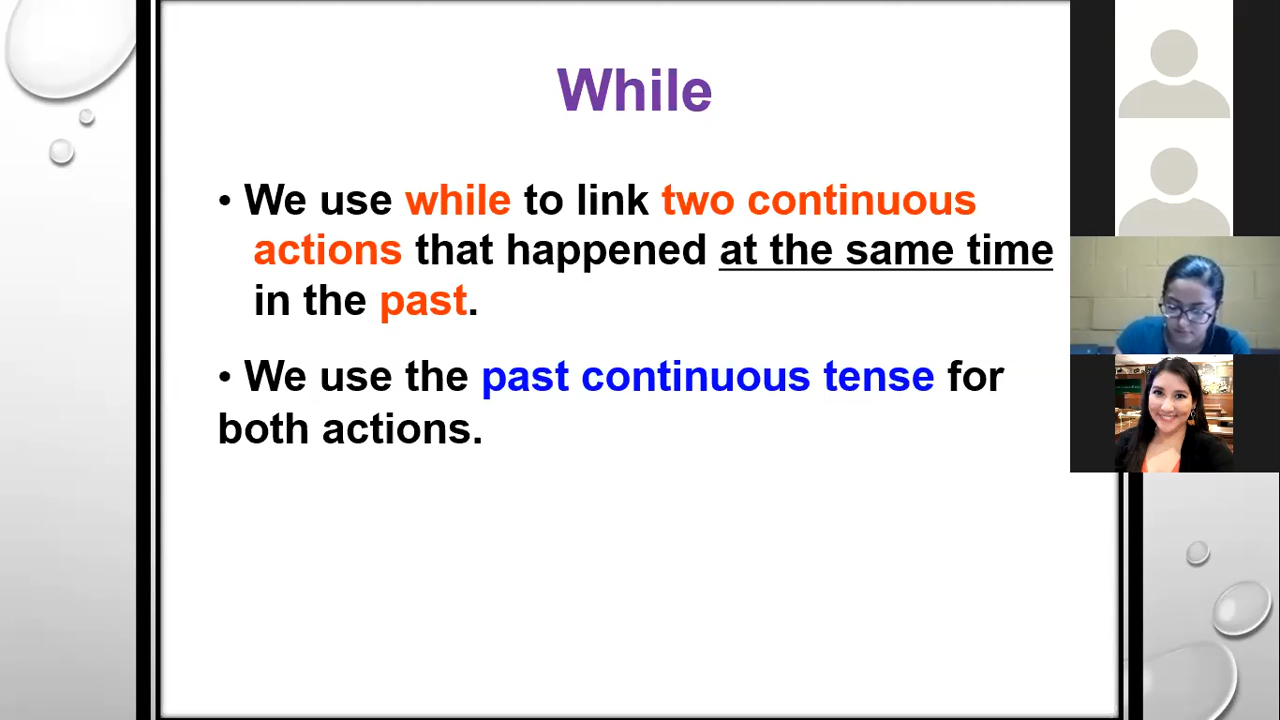 While
• We use while to link two continuous
actions that happened at the same time
in the past.
• We use the past continuous tense for
both actions.